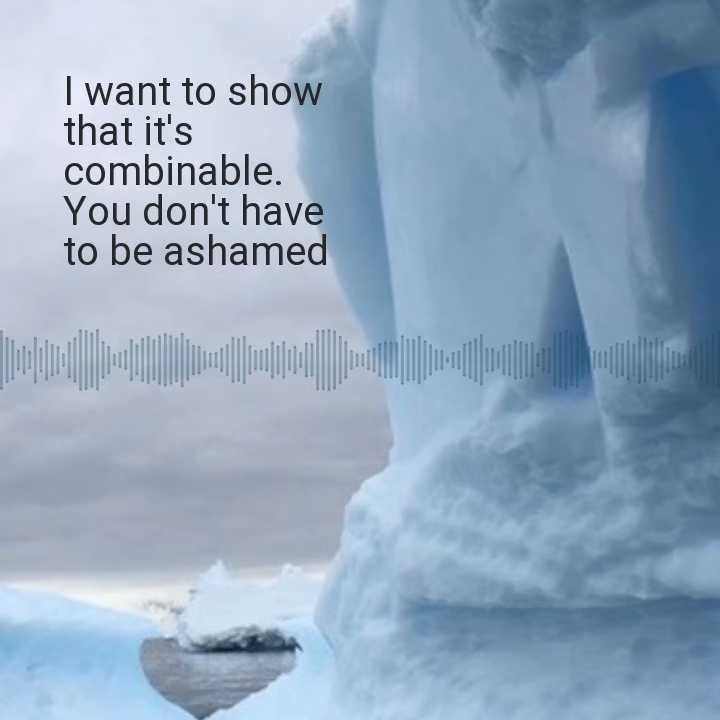 I want to show
that it's
combinable.
You don't have
to be ashamed